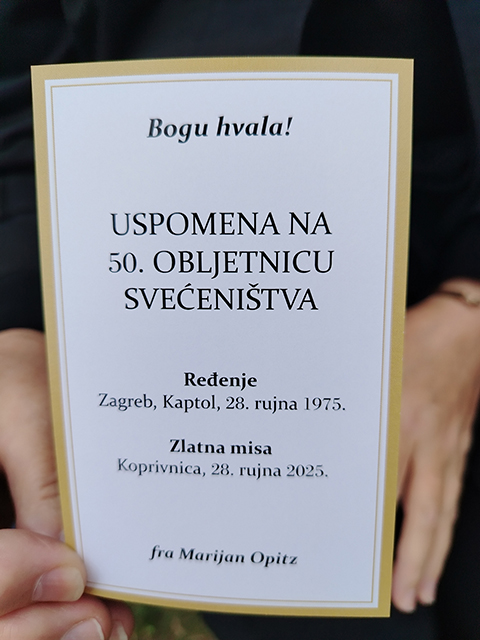 Bogu hvala!
USPOMENA NA
50. OBLJETNICU
SVEĆENIŠTVA
Ređenje
Zagreb, Kaptol, 28. rujna 1975.
Zlatna misa
Koprivnica, 28. rujna 2025.
fra Marijan Opitz